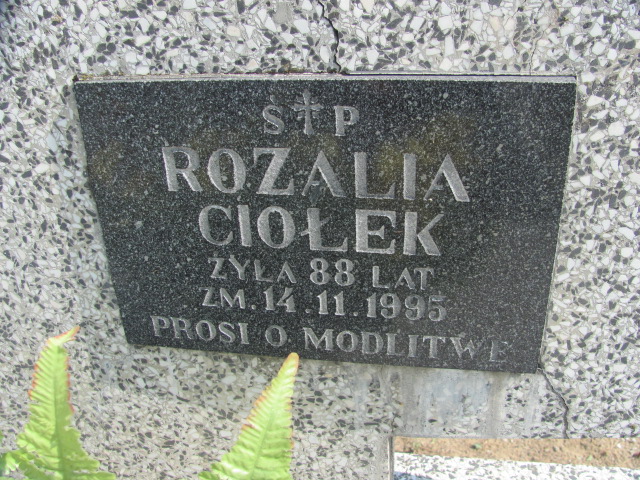 S † P
ROZALIA
CIOŁEK
ŻYŁA 88 LAT
ZM. 14.11.1995
PROSI O MODLITWĘ